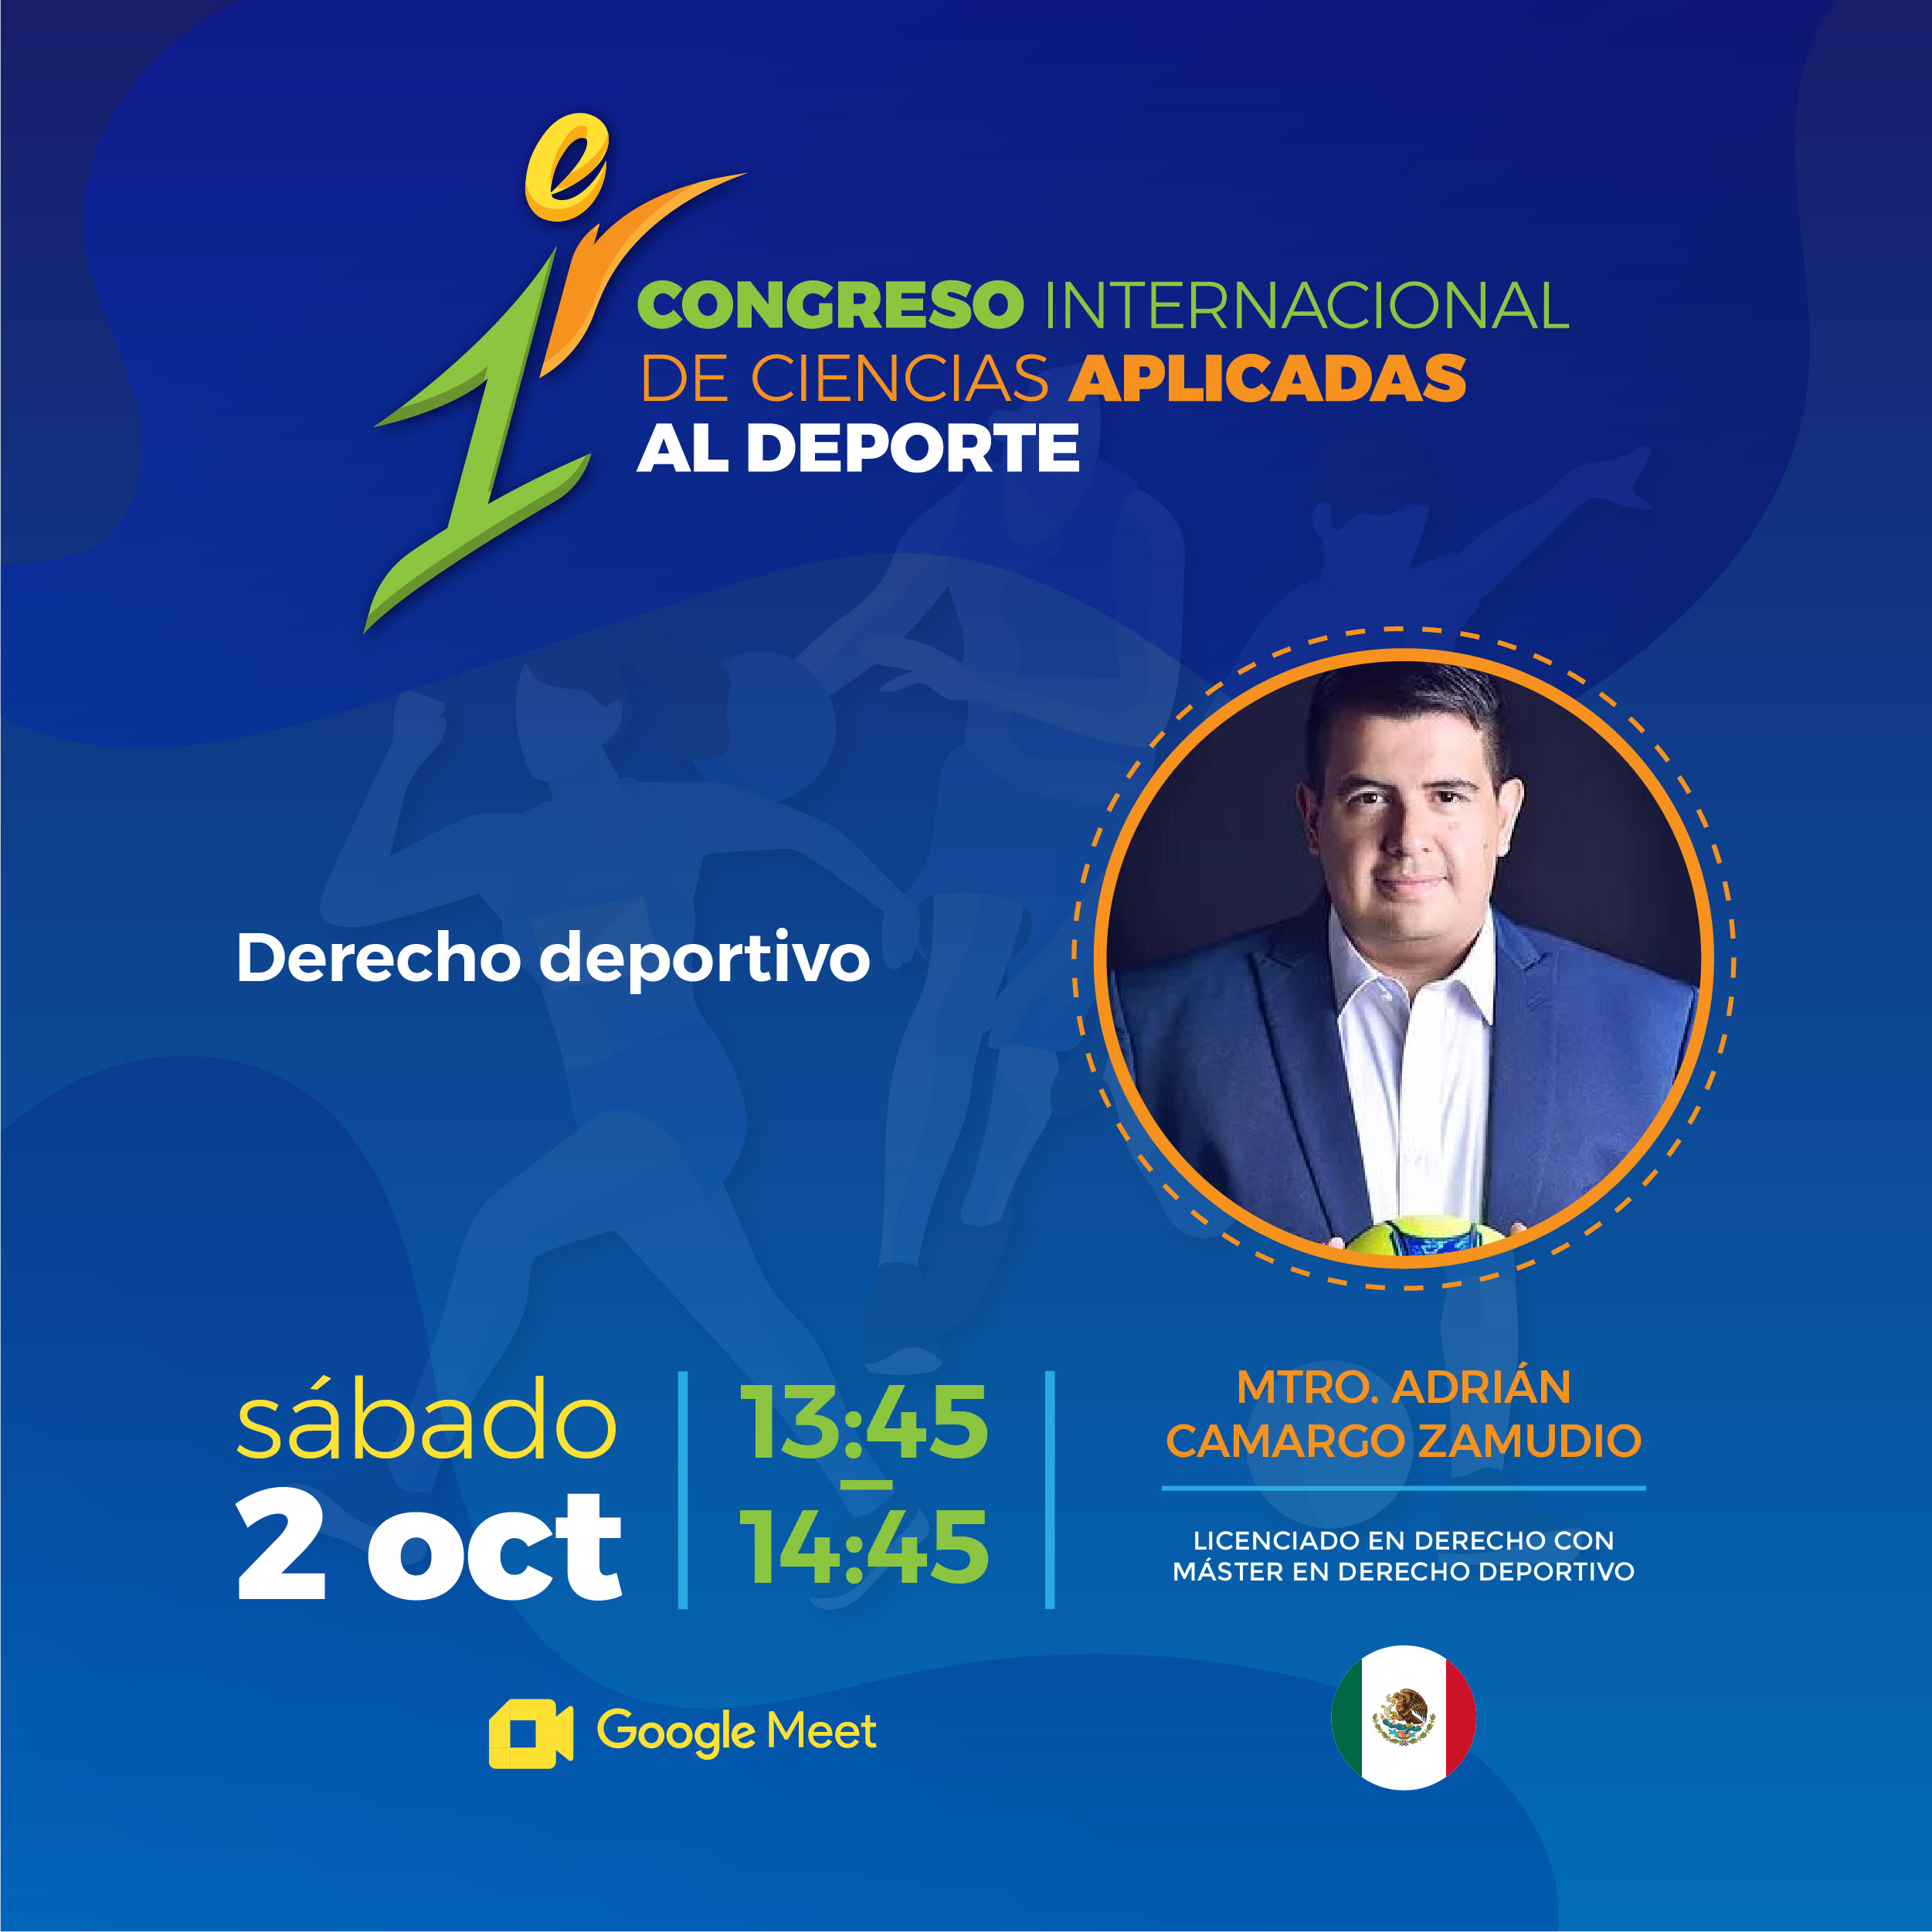 1er
CONGRESO INTERNACIONAL
DE CIENCIAS APLICADAS
AL DEPORTE
Derecho deportivo
sábado
2 oct
13:45
–
14:45
MTRO. ADRIÁN
CAMARGO ZAMUDIO
LICENCIADO EN DERECHO CON
MÁSTER EN DERECHO DEPORTIVO
Google Meet